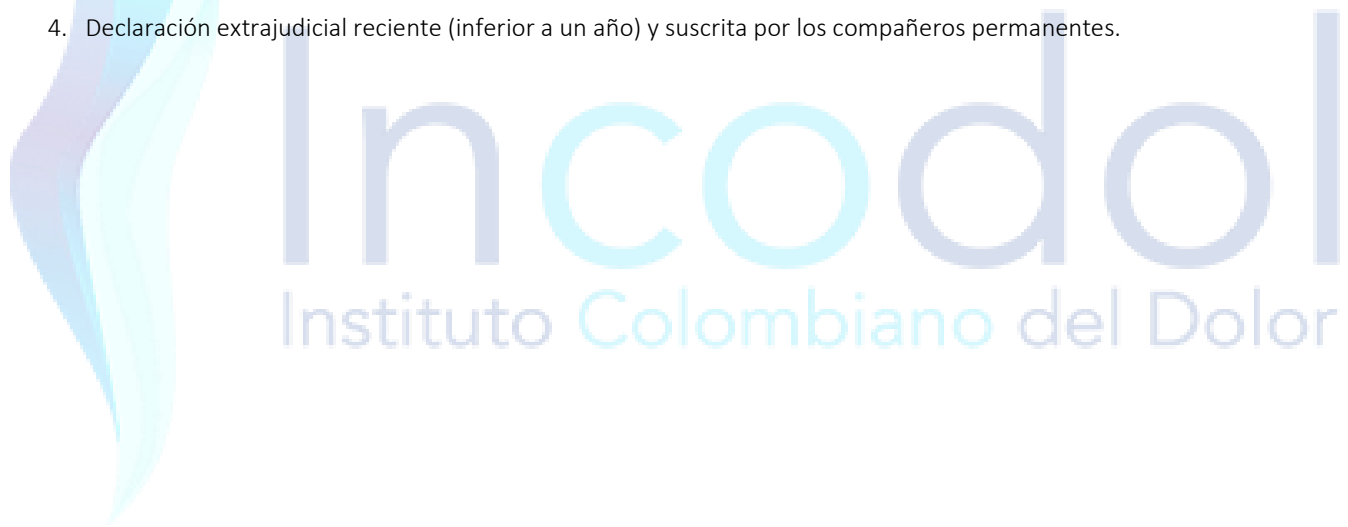 4. Declaración extrajudicial reciente (inferior a un año) y suscrita por los compañeros permanentes.
Incodol
Instituto Colombiano del Dolor